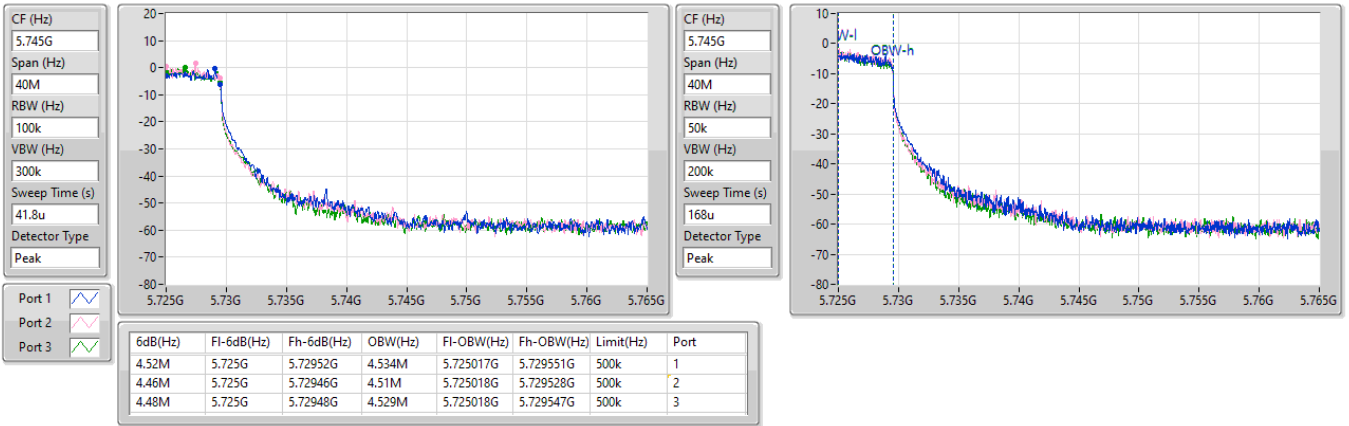 CF (Hz)
5.745G
Span (Hz)
40M
RBW (Hz)
100k
VBW (Hz)
300k
Sweep Time (s)
41.8u
Detector Type
Peak
Port 1
Port 2
Port 3
20
10
0
-10
-20
-30
-40
-50
-60
-70
-80
5.725G 5.73G 5.735G 5.74G 5.745G 5.75G 5.755G 5.76G 5.765G
CF (Hz)
5.745G
Span (Hz)
40M
RBW (Hz)
50k
VBW (Hz)
200k
Sweep Time (s)
168u
Detector Type
Peak
10
0
-10
-20
-30
-40
-50
-60
-70
-80
W-l
OBW-h
5.725G 5.73G 5.735G 5.74G 5.745G 5.75G 5.755G 5.76G 5.765G
6dB(Hz) Fl-6dB(Hz) Fh-6dB(Hz) OBW(Hz) Fl-OBW(Hz) Fh-OBW(Hz) Limit(Hz) Port
4.52M 5.725G 5.72952G 4.534M 5.725017G 5.729551G 500k 1
4.46M 5.725G 5.72946G 4.51M 5.725018G 5.729528G 500k 2
4.48M 5.725G 5.72948G 4.529M 5.725018G 5.729547G 500k 3